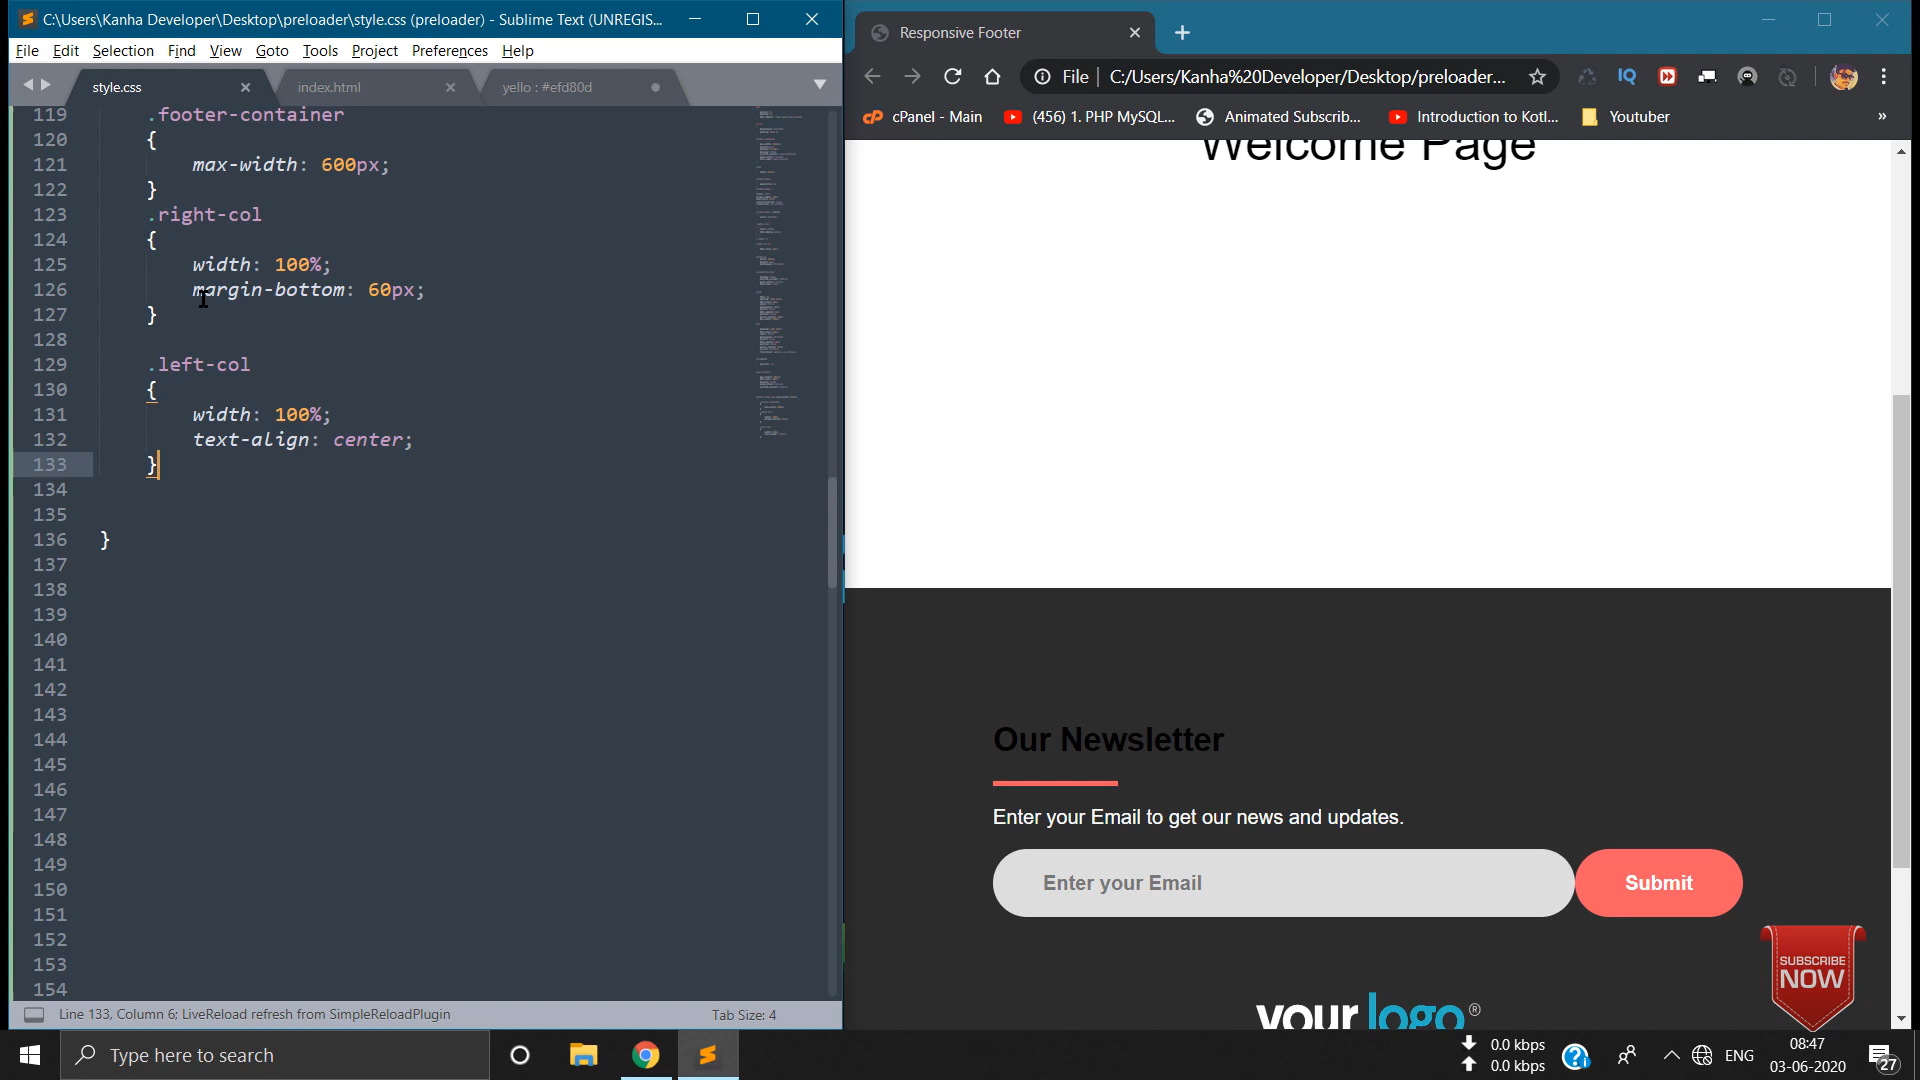 C:\Users\Kanha Developer\Desktop\preloader\style.css (preloader) - Sublime Text (UNREGIS...
File Edit Selection Find View Goto Tools Project Preferences Help
style.css
index.html
yello : #efd80d
119 .footer-container
120 {
121 max-width: 600px;
122 }
123 .right-col
124 {
125 width: 100%;
126 margin-bottom: 60px;
127 }
128
129 .left-col
130 {
131 width: 100%;
132 text-align: center;
133 }
134
135
136 }
137
138
139
140
141
142
143
144
145
146
147
148
149
150
151
152
153
154
Line 133, Column 6; LiveReload refresh from SimpleReloadPlugin
Tab Size: 4
Responsive Footer
File
C:/Users/Kanha%20Developer/Desktop/preloader...
IQ
cP cPanel - Main
(456) 1. PHP MySQL...
Animated Subscrib...
Introduction to Kotl...
Youtuber
»
Welcome Page
Our Newsletter
Enter your Email to get our news and updates.
Enter your Email
Submit
your logo®
SUBSCRIBE
NOW
Type here to search
0.0 kbps
0.0 kbps
ENG
08:47
03-06-2020
27